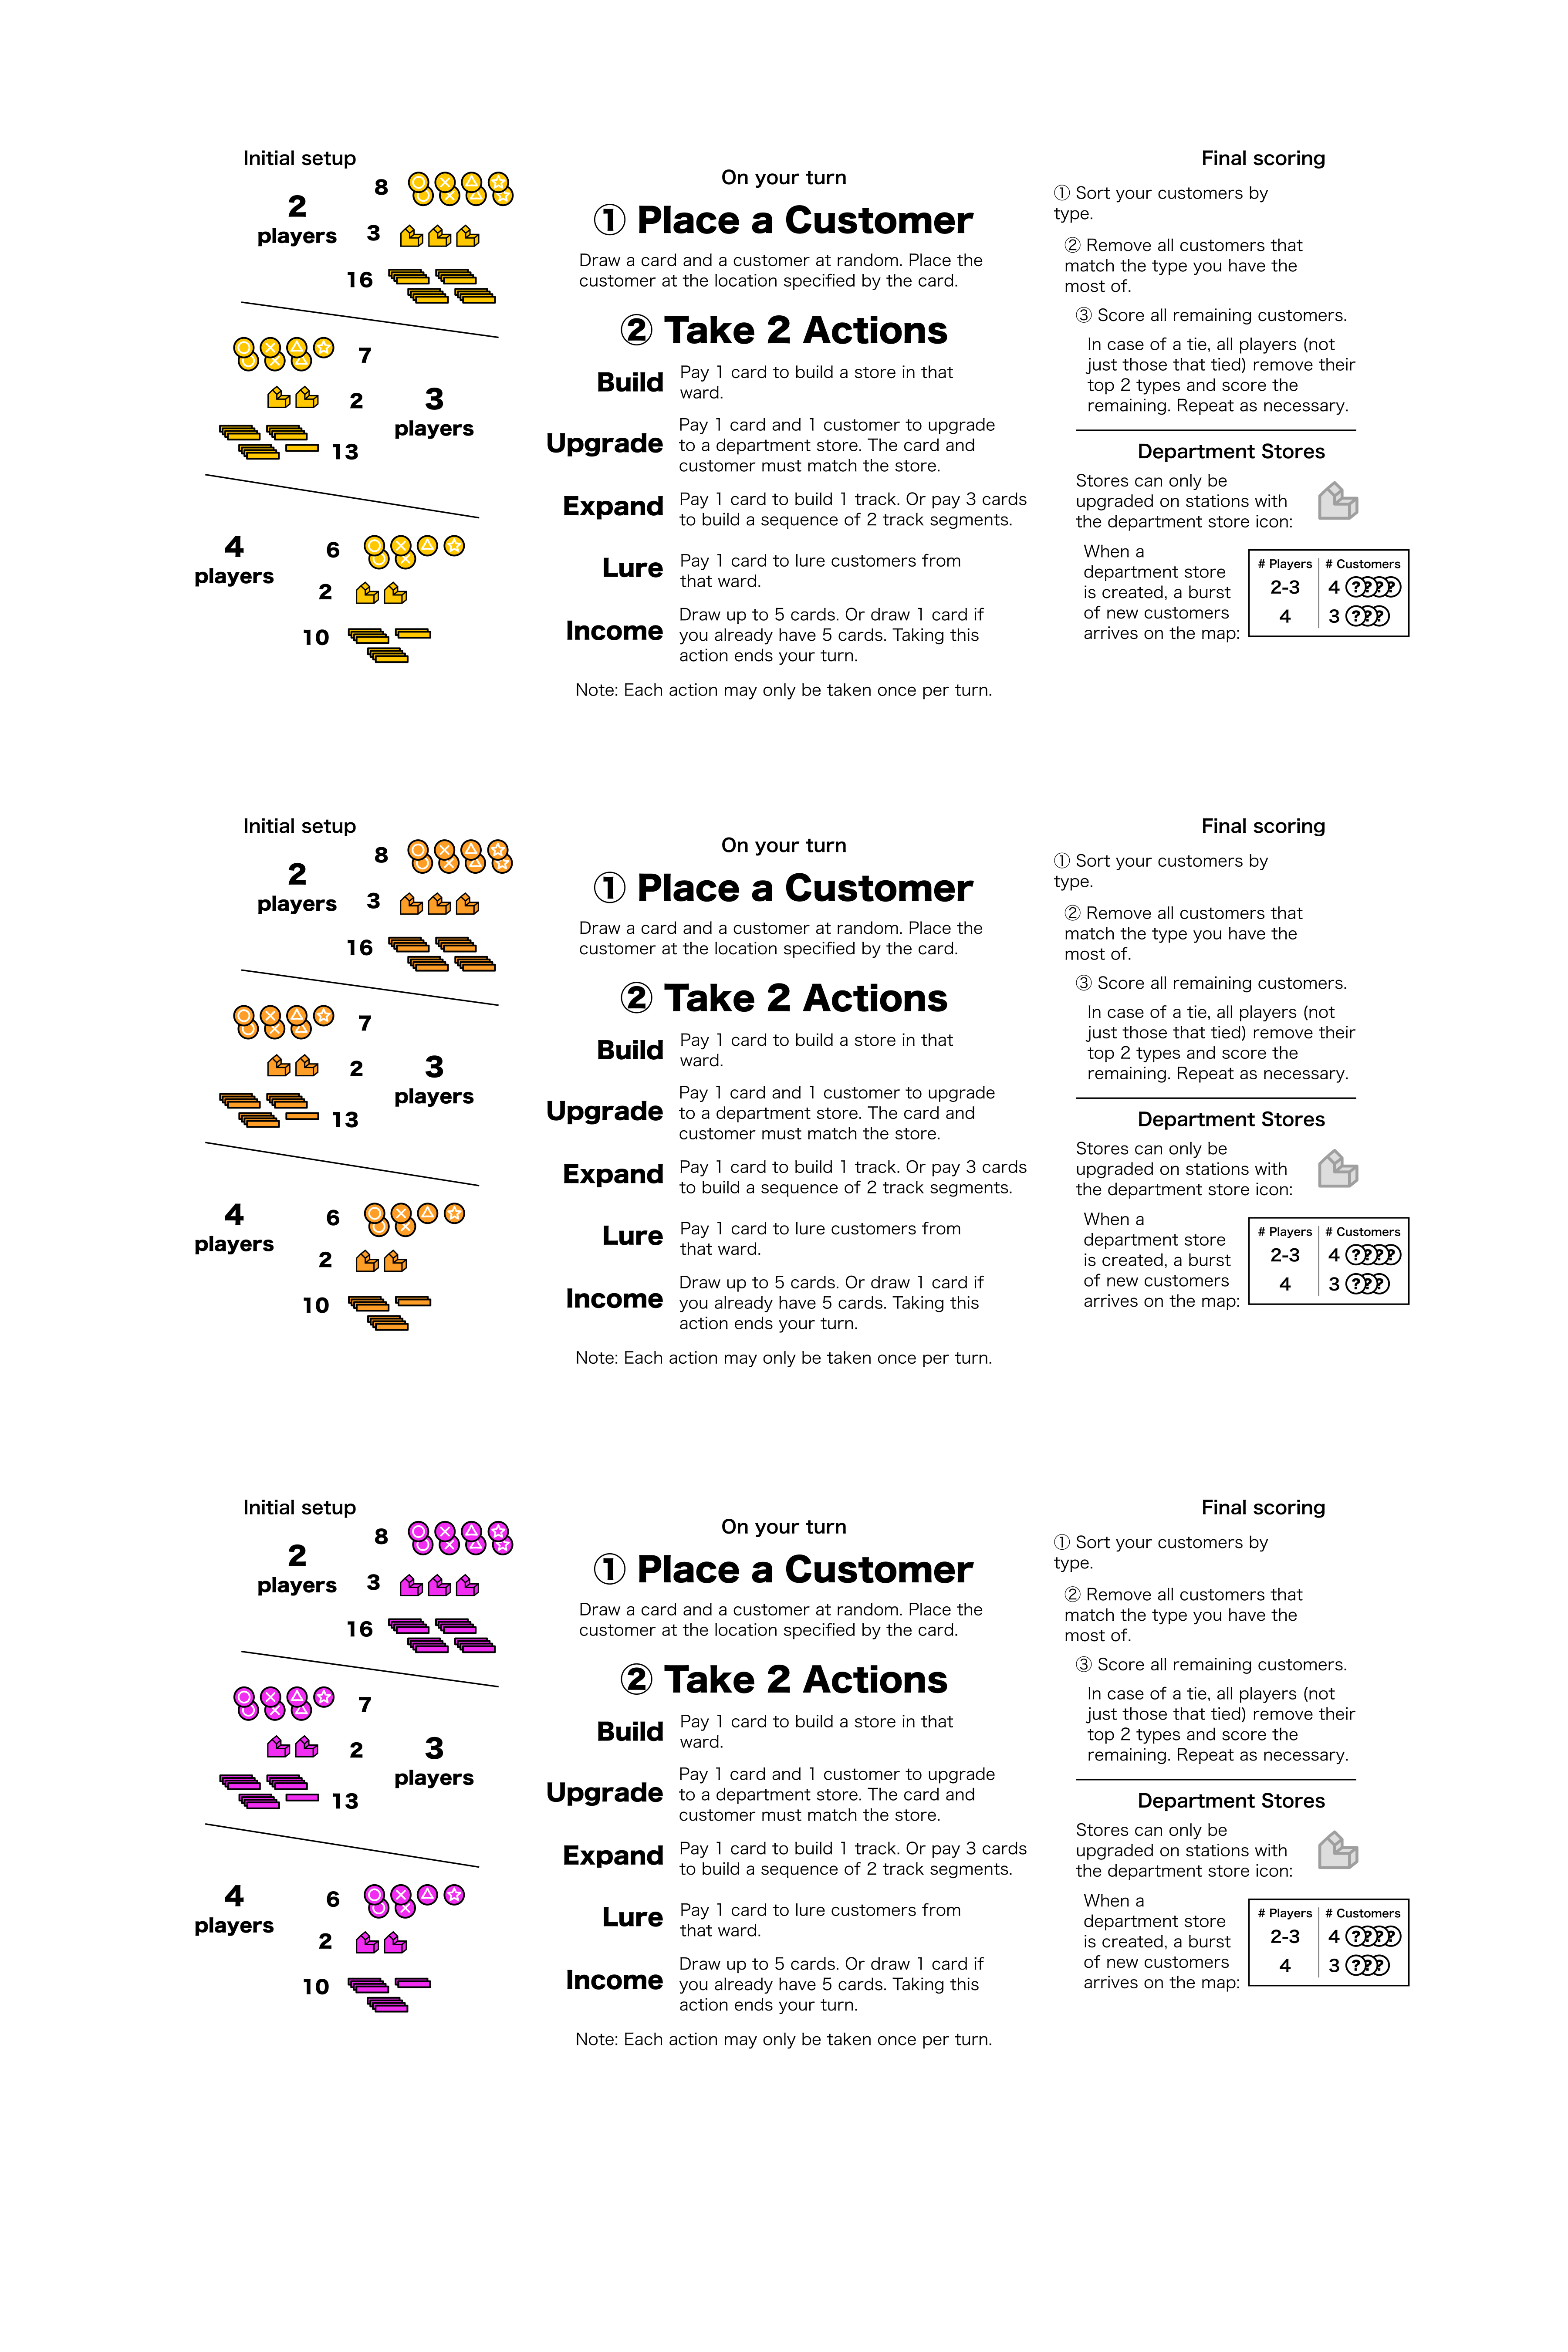 Initial setup
2
players
8
3
16
7
2
13
3
players
4
players
6
2
10
On your turn
① Place a Customer
Draw a card and a customer at random. Place the
customer at the location specified by the card.
② Take 2 Actions
Build
Pay 1 card to build a store in that
ward.
Upgrade
Pay 1 card and 1 customer to upgrade
to a department store. The card and
customer must match the store.
Expand
Pay 1 card to build 1 track. Or pay 3 cards
to build a sequence of 2 track segments.
Lure
Pay 1 card to lure customers from
that ward.
Income
Draw up to 5 cards. Or draw 1 card if
you already have 5 cards. Taking this
action ends your turn.
Note: Each action may only be taken once per turn.
Final scoring
① Sort your customers by
type.
② Remove all customers that
match the type you have the
most of.
③ Score all remaining customers.
In case of a tie, all players (not
just those that tied) remove their
top 2 types and score the
remaining. Repeat as necessary.
Department Stores
Stores can only be
upgraded on stations with
the department store icon:
When a
department store
is created, a burst
of new customers
arrives on the map:
# Players # Customers
2-3 4 ????
4 3 ???
Initial setup
2
players
8
3
16
7
2
13
3
players
4
players
6
2
10
On your turn
① Place a Customer
Draw a card and a customer at random. Place the
customer at the location specified by the card.
② Take 2 Actions
Build
Pay 1 card to build a store in that
ward.
Upgrade
Pay 1 card and 1 customer to upgrade
to a department store. The card and
customer must match the store.
Expand
Pay 1 card to build 1 track. Or pay 3 cards
to build a sequence of 2 track segments.
Lure
Pay 1 card to lure customers from
that ward.
Income
Draw up to 5 cards. Or draw 1 card if
you already have 5 cards. Taking this
action ends your turn.
Note: Each action may only be taken once per turn.
Final scoring
① Sort your customers by
type.
② Remove all customers that
match the type you have the
most of.
③ Score all remaining customers.
In case of a tie, all players (not
just those that tied) remove their
top 2 types and score the
remaining. Repeat as necessary.
Department Stores
Stores can only be
upgraded on stations with
the department store icon:
When a
department store
is created, a burst
of new customers
arrives on the map:
# Players # Customers
2-3 4 ????
4 3 ???
Initial setup
2
players
8
3
16
7
2
13
3
players
4
players
6
2
10
On your turn
① Place a Customer
Draw a card and a customer at random. Place the
customer at the location specified by the card.
② Take 2 Actions
Build
Pay 1 card to build a store in that
ward.
Upgrade
Pay 1 card and 1 customer to upgrade
to a department store. The card and
customer must match the store.
Expand
Pay 1 card to build 1 track. Or pay 3 cards
to build a sequence of 2 track segments.
Lure
Pay 1 card to lure customers from
that ward.
Income
Draw up to 5 cards. Or draw 1 card if
you already have 5 cards. Taking this
action ends your turn.
Note: Each action may only be taken once per turn.
Final scoring
① Sort your customers by
type.
② Remove all customers that
match the type you have the
most of.
③ Score all remaining customers.
In case of a tie, all players (not
just those that tied) remove their
top 2 types and score the
remaining. Repeat as necessary.
Department Stores
Stores can only be
upgraded on stations with
the department store icon:
When a
department store
is created, a burst
of new customers
arrives on the map:
# Players # Customers
2-3 4 ????
4 3 ???